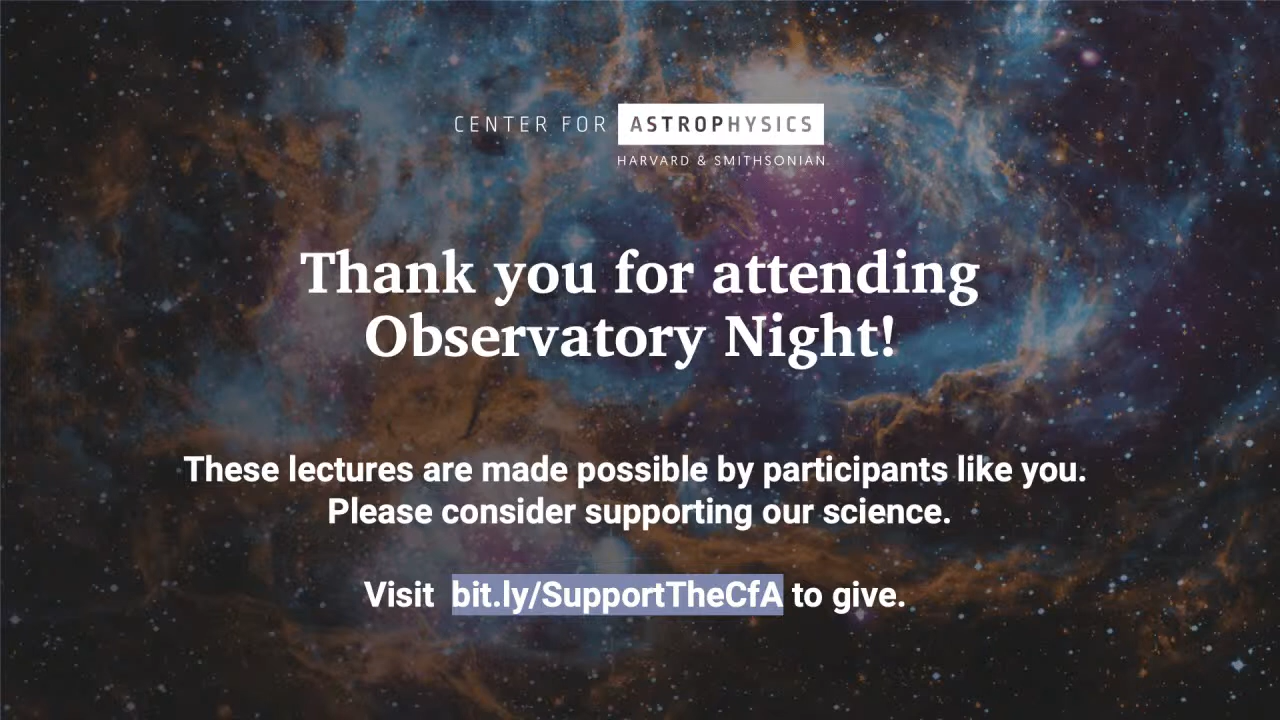 CENTER FOR ASTROPHYSICS
HARVARD & SMITHSONIAN
Thank you for attending
Observatory Night!
These lectures are made possible by participants like you.
Please consider supporting our science.
Visit bit.ly/SupportTheCfA to give.